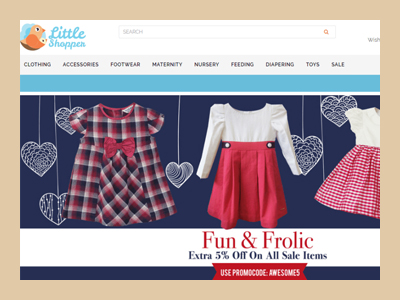 Little
Shopper
SEARCH
Wish
CLOTHING ACCESSORIES FOOTWEAR MATERNITY NURSERY FEEDING DIAPERING TOYS SALE
Fun & Frolic
Extra 5% Off On All Sale Items
USE PROMOCODE: AWESOME5